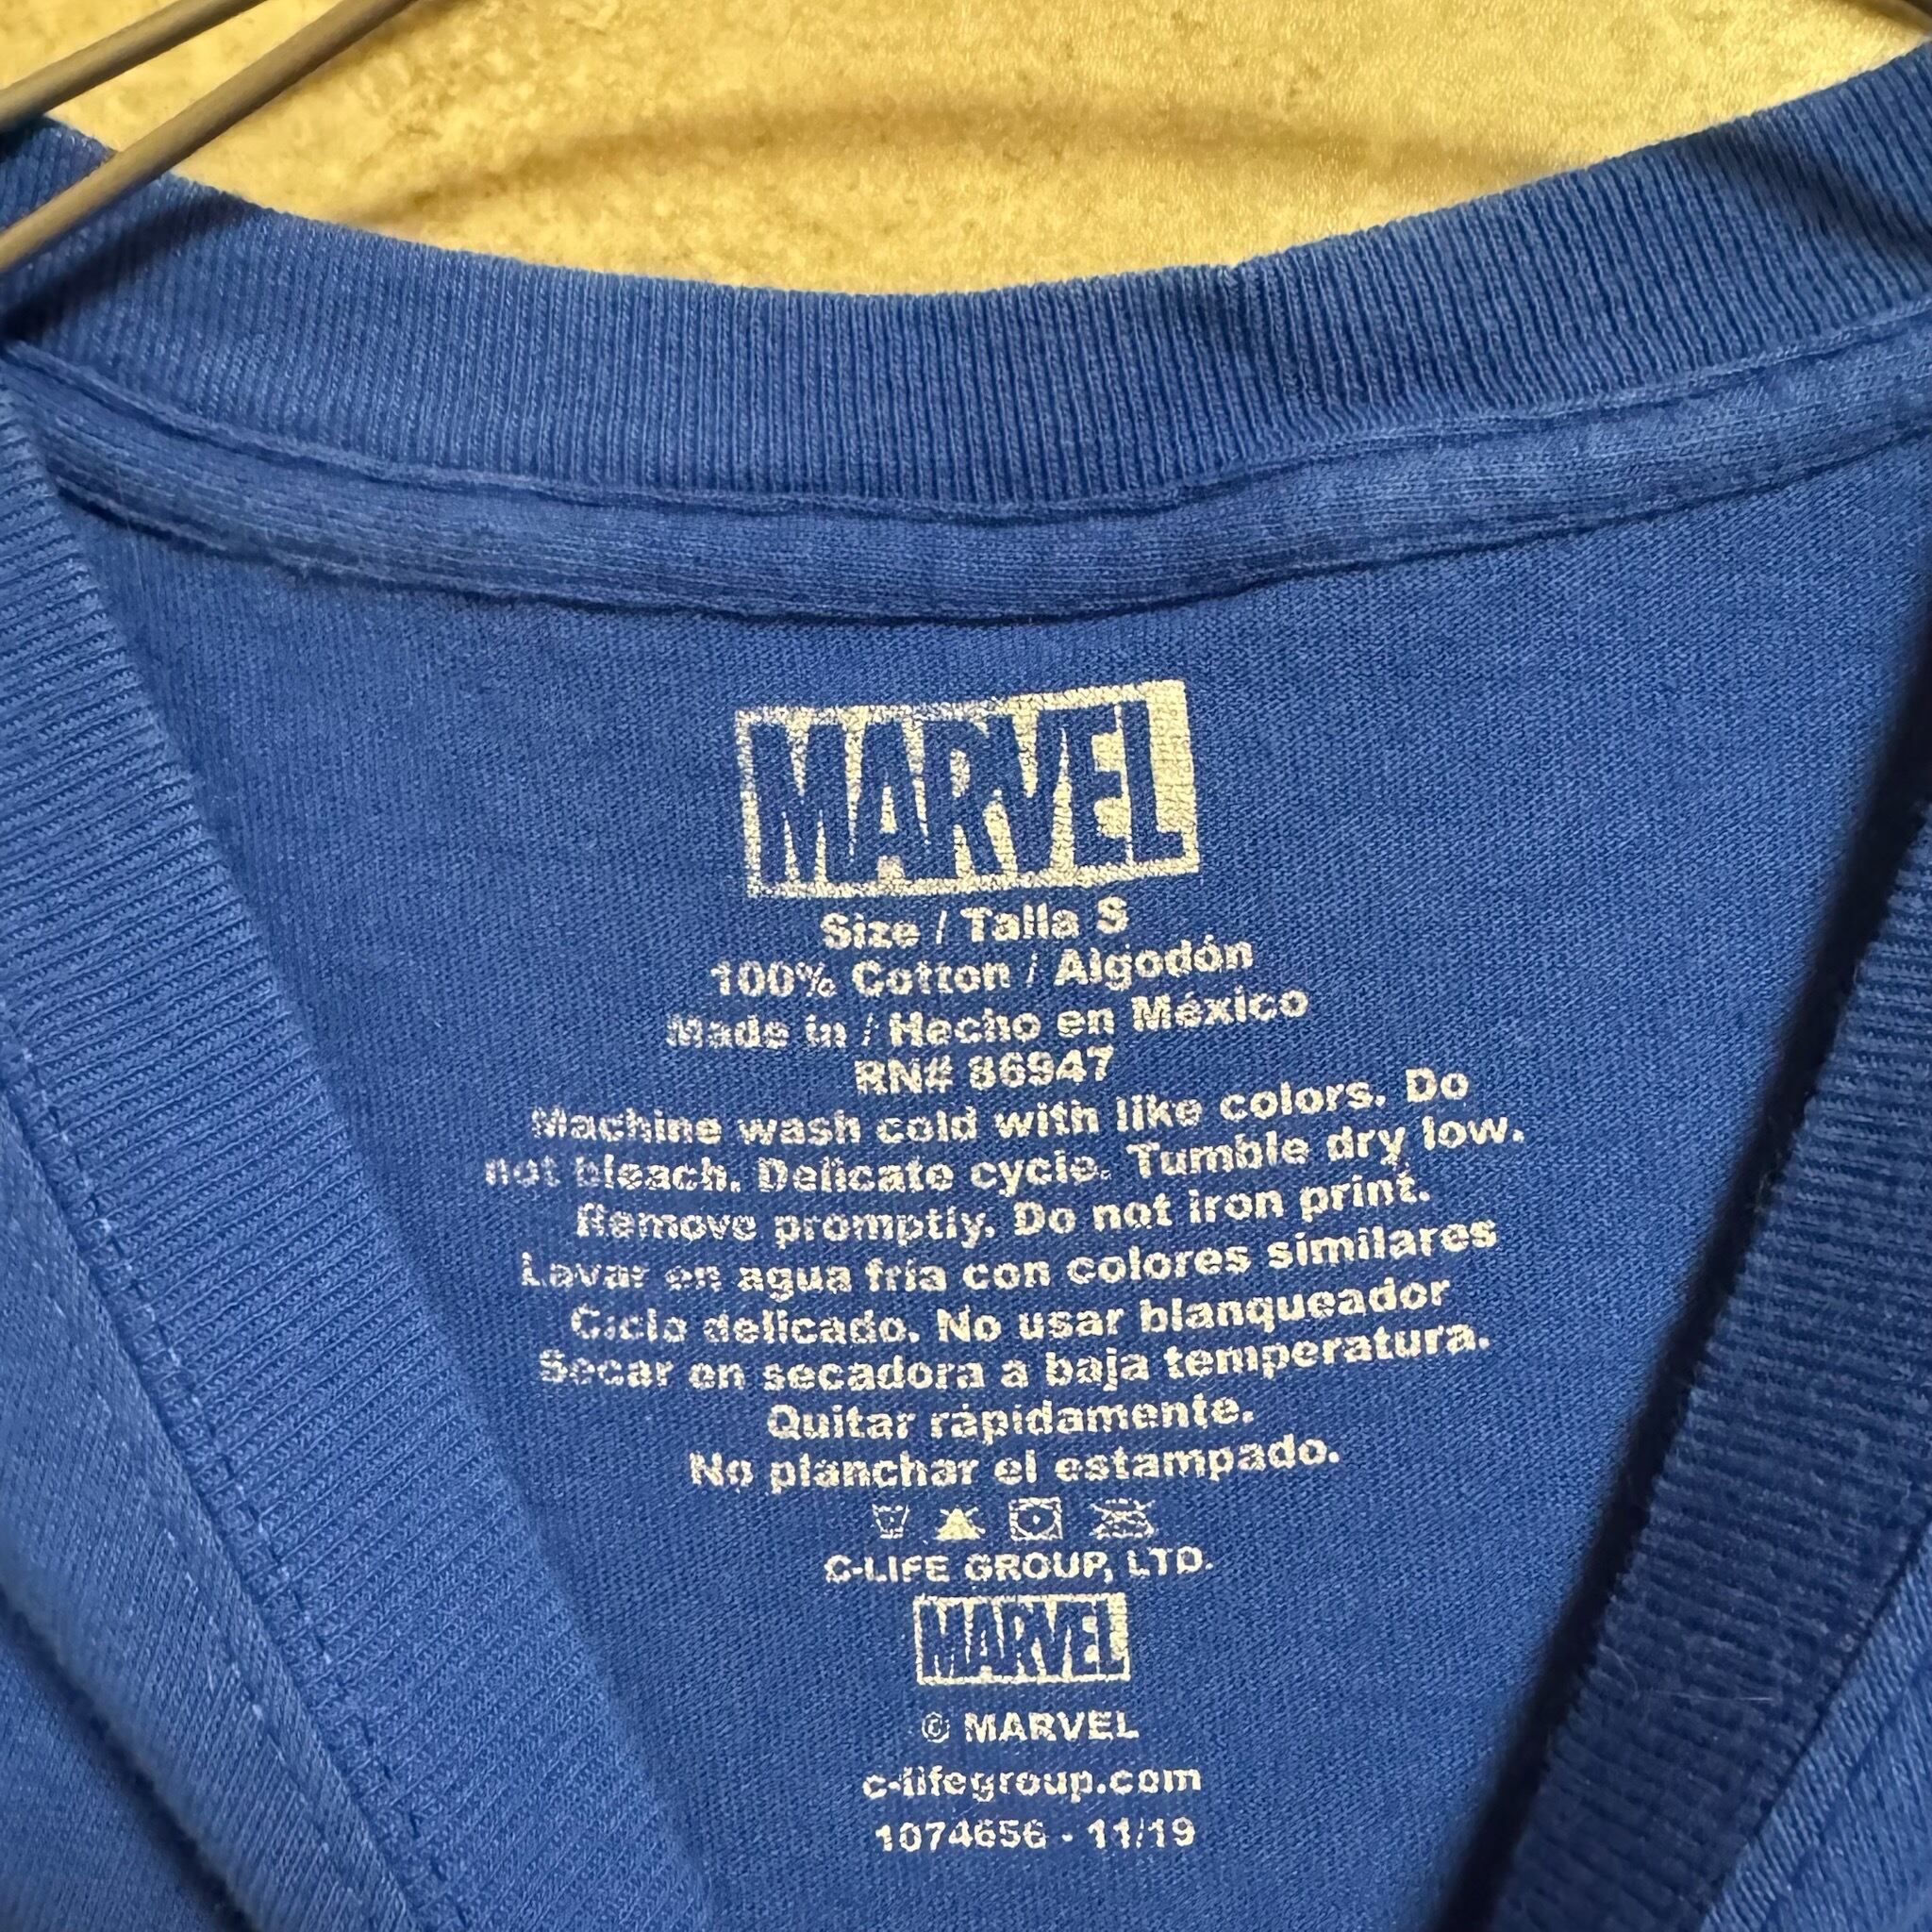 MARVEL
Size / Talla S
100% Cotton / Algodón
Made in / Hecho en México
RN# 86947
Machine wash cold with like colors. Do
not bleach. Delicate cycle. Tumble dry low.
Remove promptly. Do not iron print.
Lavar en agua fría con colores similares
Ciclo delicado. No usar blanqueador
Secar en secadora a baja temperatura.
Quitar rápidamente.
No planchar el estampado.
C-LIFE GROUP, LTD.
MARVEL
© MARVEL
c-lifegroup.com
1074656 - 11/19